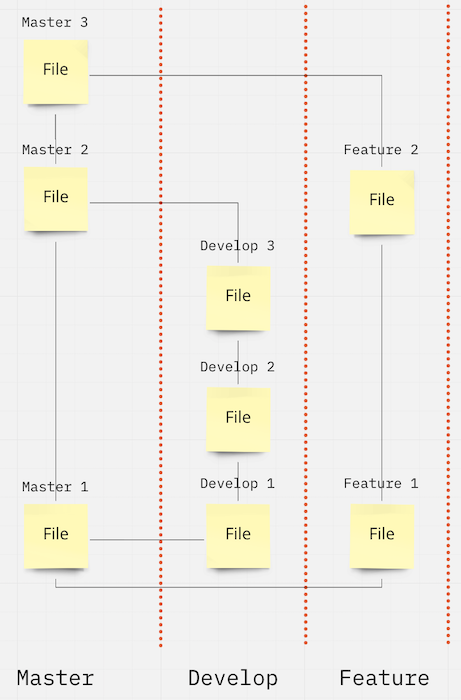 Master 3
File
Master 2
Feature 2
File
File
Develop 3
File
Develop 2
File
Master 1
Develop 1
Feature 1
File
File
File
Master
Develop
Feature